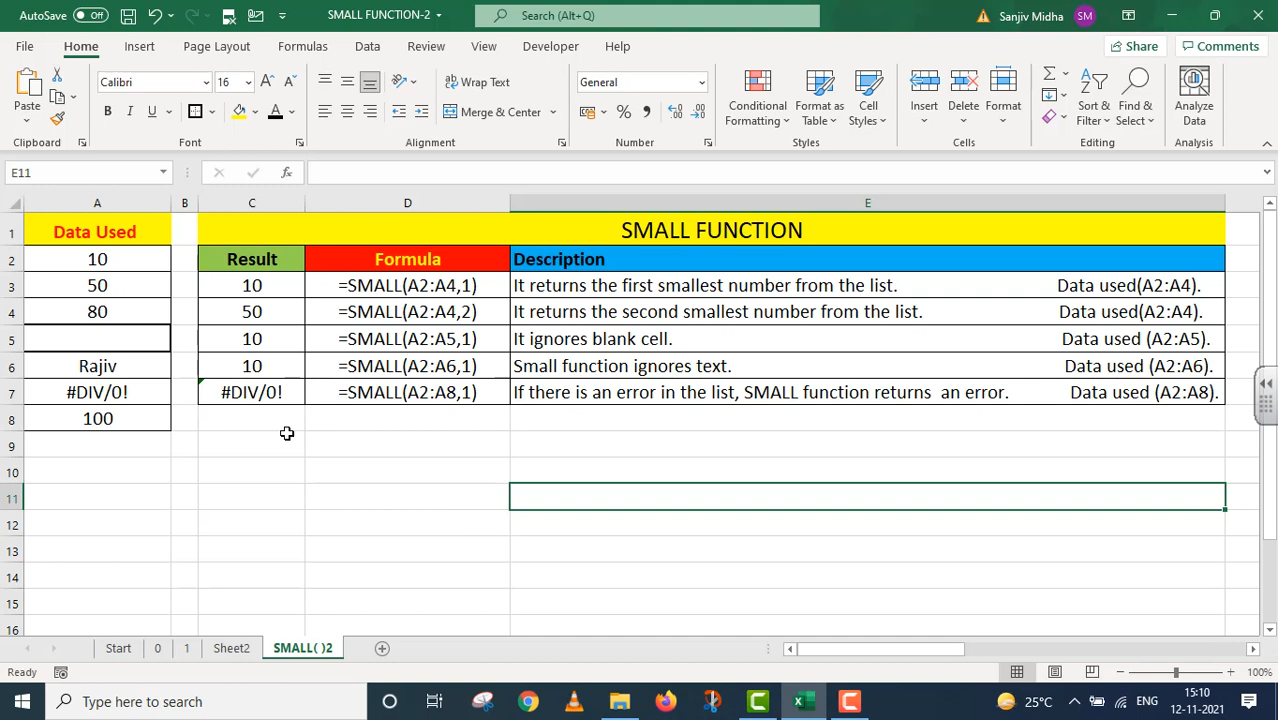 AutoSave Off SMALL FUNCTION-2 Search (Alt+Q) Sanjiv Midha SM
File Home Insert Page Layout Formulas Data Review View Developer Help Share Comments
Paste Calibri 16 Wrap Text General Conditional Formatting Format as Table Cell Styles Insert Delete Format Sort & Filter Find & Select Analyze Data
B I U A Merge & Center % 
Clipboard Font Alignment Number Styles Cells Editing Analysis
E11 fx
A B C D E
1 Data Used SMALL FUNCTION
2 10 Result Formula Description
3 50 10 =SMALL(A2:A4,1) It returns the first smallest number from the list. Data used(A2:A4).
4 80 50 =SMALL(A2:A4,2) It returns the second smallest number from the list. Data used(A2:A4).
5 10 =SMALL(A2:A5,1) It ignores blank cell. Data used (A2:A5).
6 Rajiv 10 =SMALL(A2:A6,1) Small function ignores text. Data used (A2:A6).
7 #DIV/0! #DIV/0! =SMALL(A2:A8,1) If there is an error in the list, SMALL function returns an error. Data used (A2:A8).
8 100
9
10
11
12
13
14
15
16
Start 0 1 Sheet2 SMALL( )2
Ready 100%
Type here to search 25°C ENG 15:10
12-11-2021